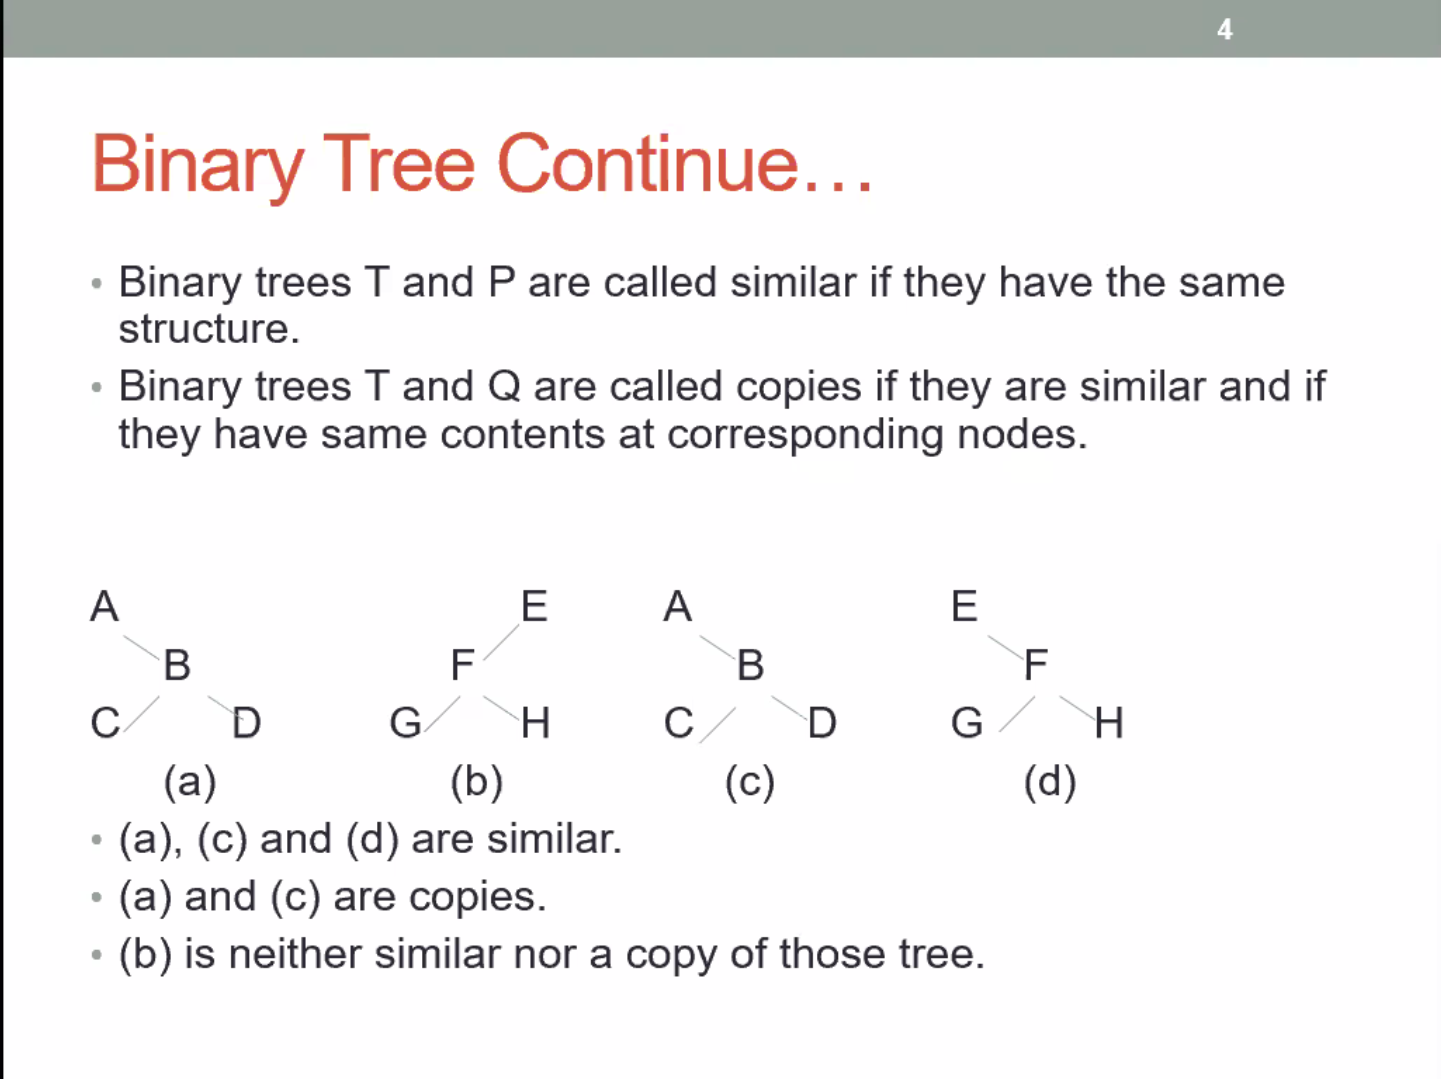 4
Binary Tree Continue…
• Binary trees T and P are called similar if they have the same
structure.
• Binary trees T and Q are called copies if they are similar and if
they have same contents at corresponding nodes.
A E A E
B F B F
C D G H C D G H
(a) (b) (c) (d)
• (a), (c) and (d) are similar.
• (a) and (c) are copies.
• (b) is neither similar nor a copy of those tree.